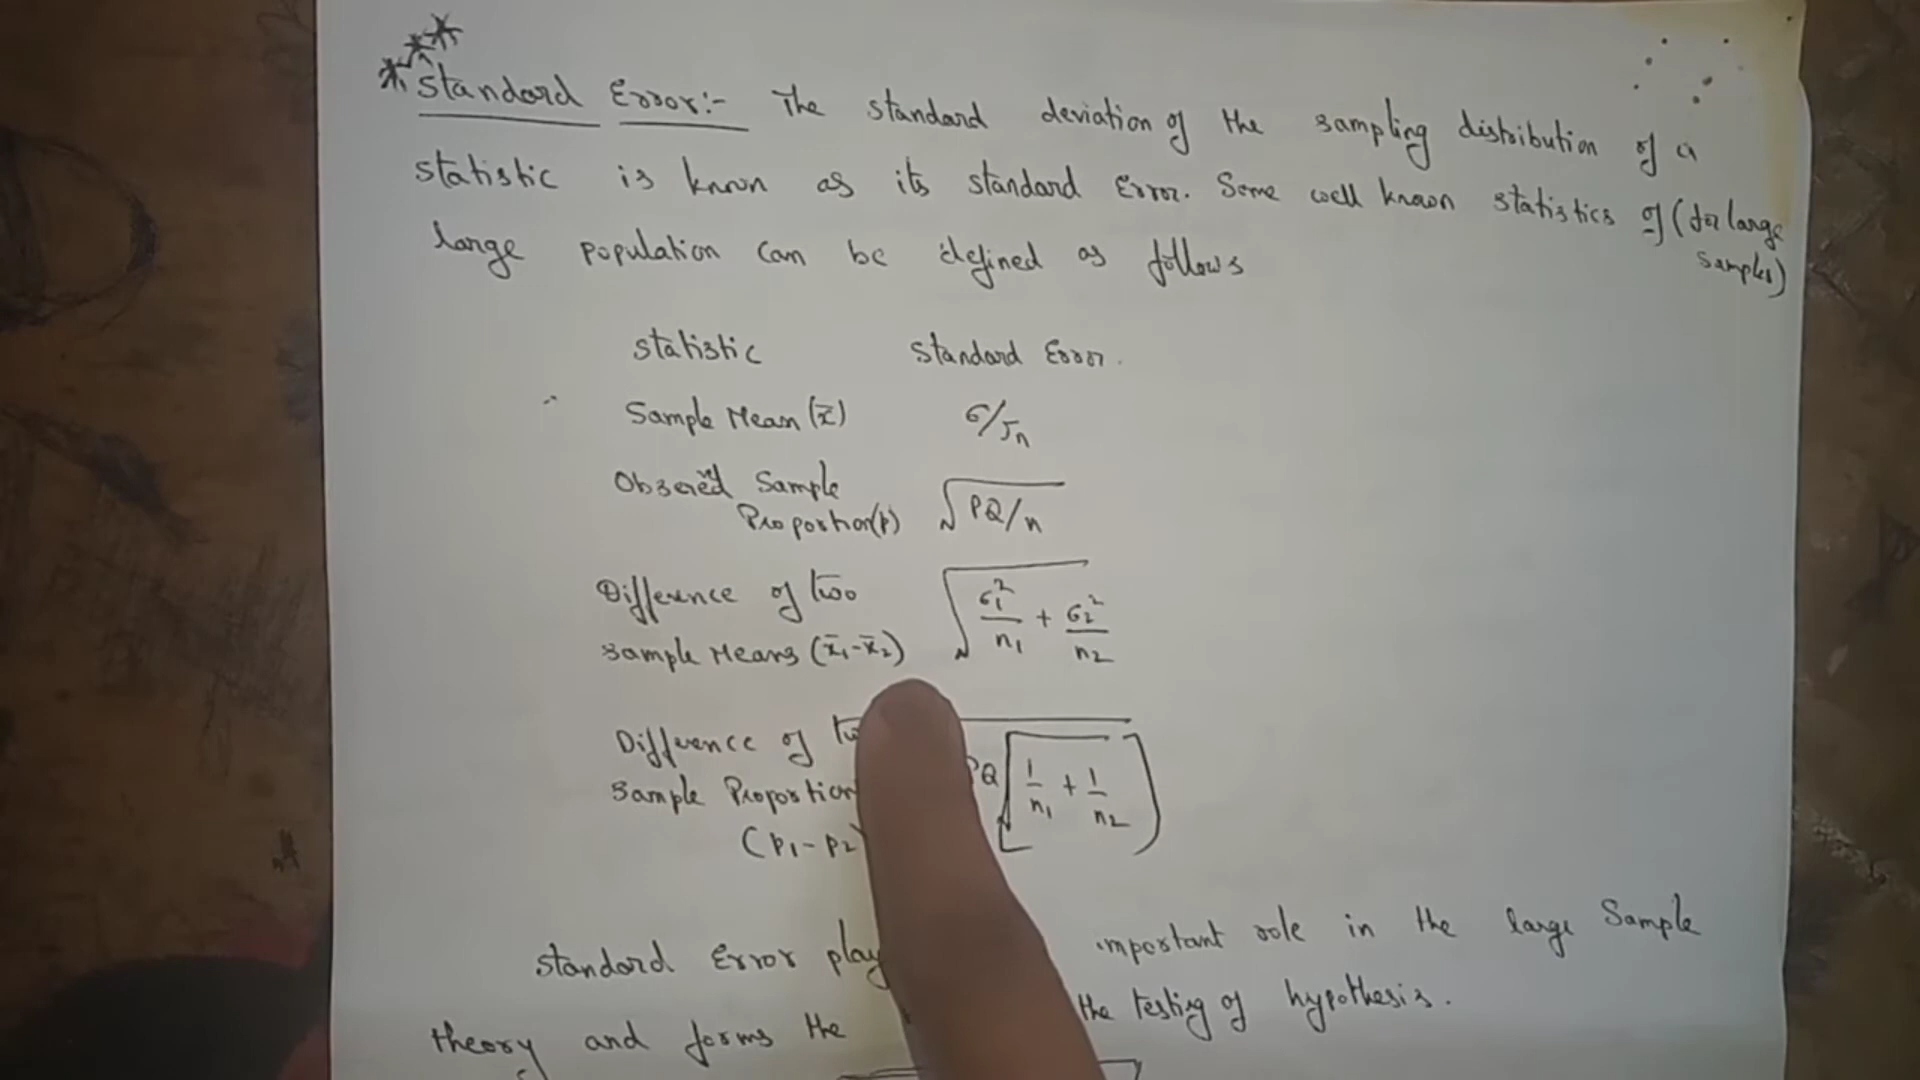 Standard Error:- The standard deviation of the sampling distribution of a
statistic is known as its standard Error. Some well known statistics of (for large
samples)
large population can be defined as follows
Statistic Standard Error.
Sample Mean (x̄) σ/√n
Observed Sample
Proportion(p) √PQ/n
Difference of two
sample Means (x̄₁-x̄₂) √σ₁²/n₁ + σ₂²/n₂
Difference of
Sample Proportion PQ [1/n₁ + 1/n₂]
(p₁-p₂)
Standard Error important role in the large Sample
theory and forms the the testing of hypothesis.